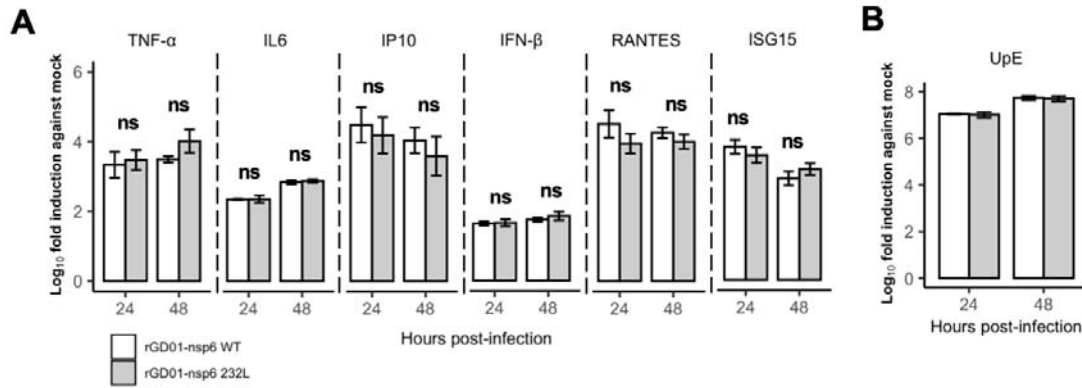 A
TNF-α IL6 IP10 IFN-β RANTES ISG15
Log₁₀ fold induction against mock
6
4
2
0
ns ns ns ns ns ns ns ns ns ns ns ns
24 48 24 48 24 48 24 48 24 48 24 48
Hours post-infection
rGD01-nsp6 WT
rGD01-nsp6 232L
B
UpE
Log₁₀ fold induction against mock
8
6
4
2
0
24 48
Hours post-infection